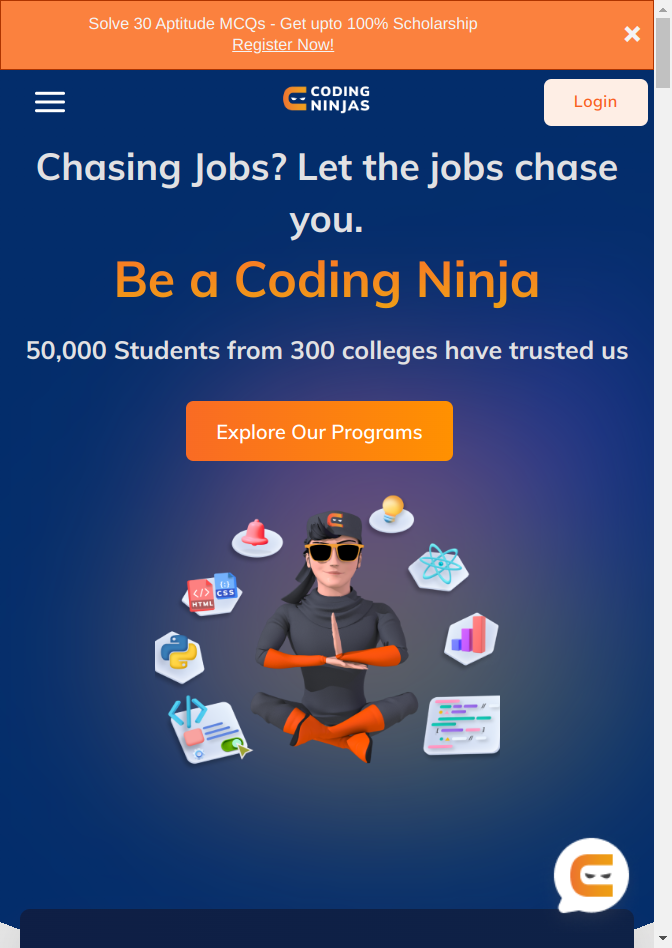 Solve 30 Aptitude MCQs - Get upto 100% Scholarship
Register Now!
CODING
NINJAS
Login
Chasing Jobs? Let the jobs chase
you.
Be a Coding Ninja
50,000 Students from 300 colleges have trusted us
Explore Our Programs
HTML
CSS